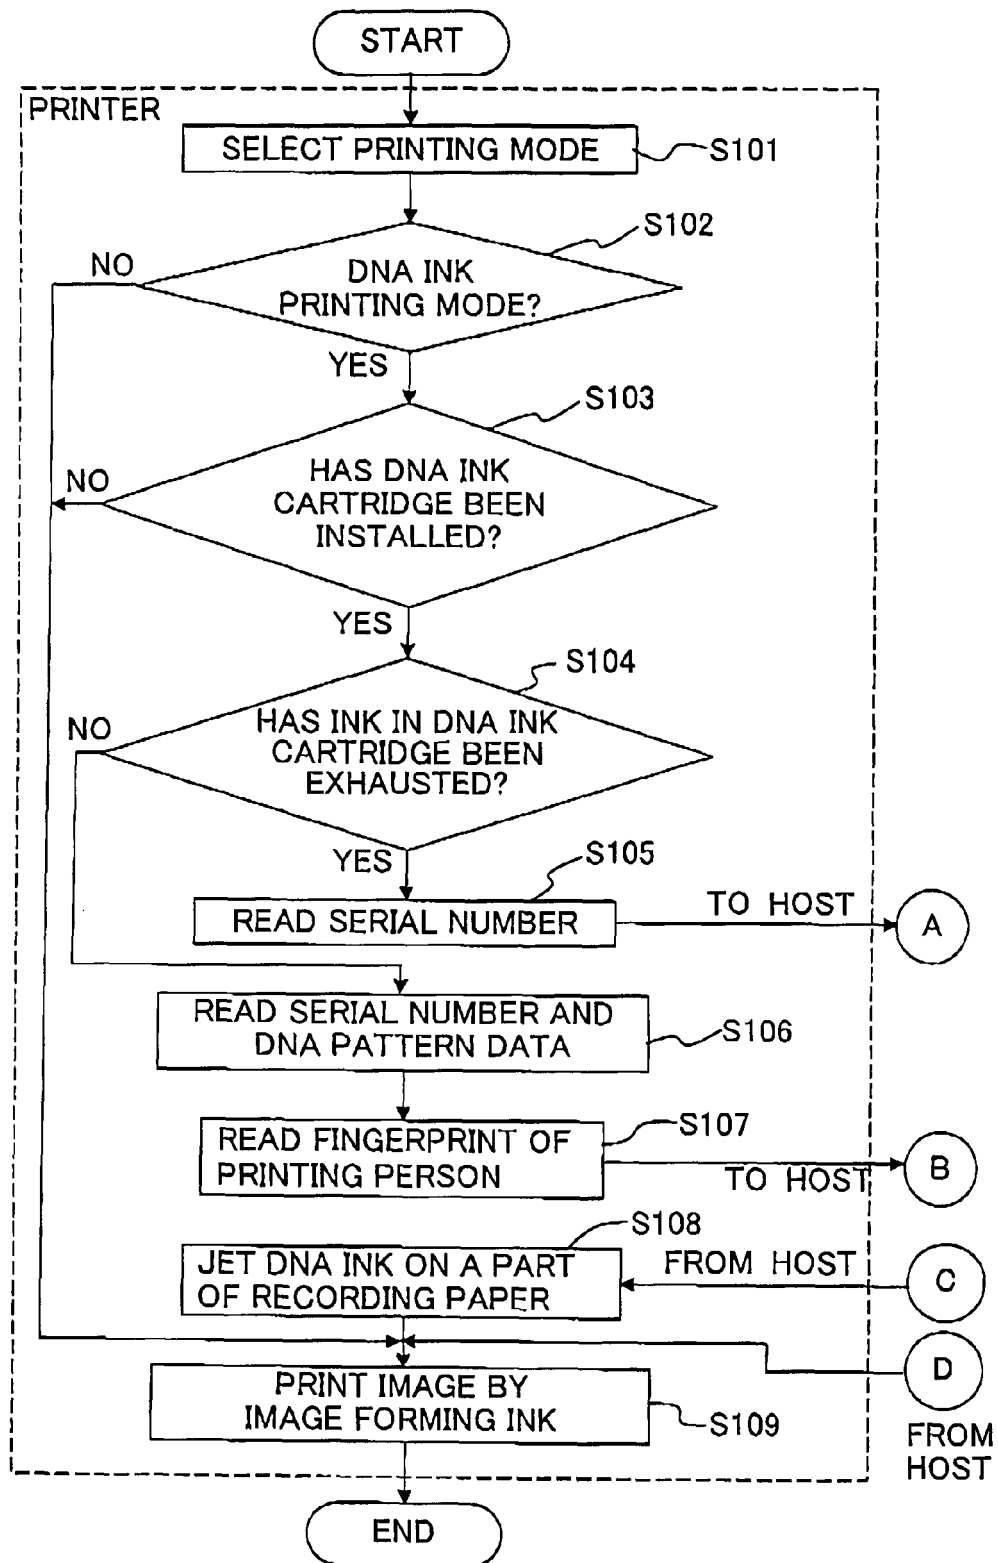 START
PRINTER
SELECT PRINTING MODE
S101
S102
NO
DNA INK
PRINTING MODE?
YES
S103
NO
HAS DNA INK
CARTRIDGE BEEN
INSTALLED?
YES
S104
NO
HAS INK IN DNA INK
CARTRIDGE BEEN
EXHAUSTED?
YES
S105
READ SERIAL NUMBER
TO HOST
A
READ SERIAL NUMBER AND
DNA PATTERN DATA
S106
READ FINGERPRINT OF
PRINTING PERSON
S107
TO HOST
B
S108
JET DNA INK ON A PART
OF RECORDING PAPER
FROM HOST
C
D
FROM
HOST
PRINT IMAGE BY
IMAGE FORMING INK
S109
END